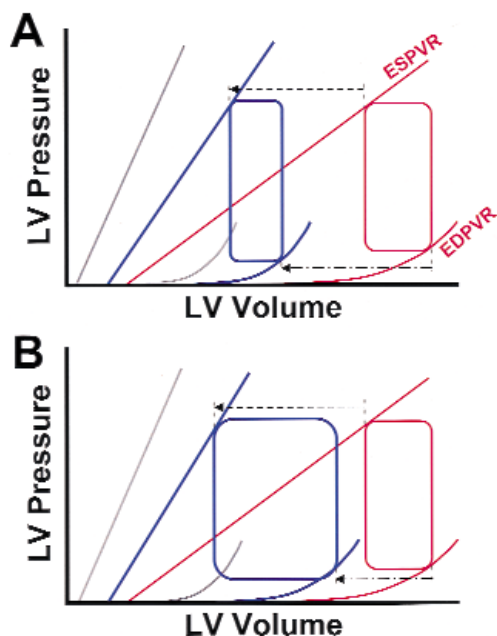 A
LV Pressure
ESPVR
EDPVR
LV Volume
B
LV Pressure
LV Volume